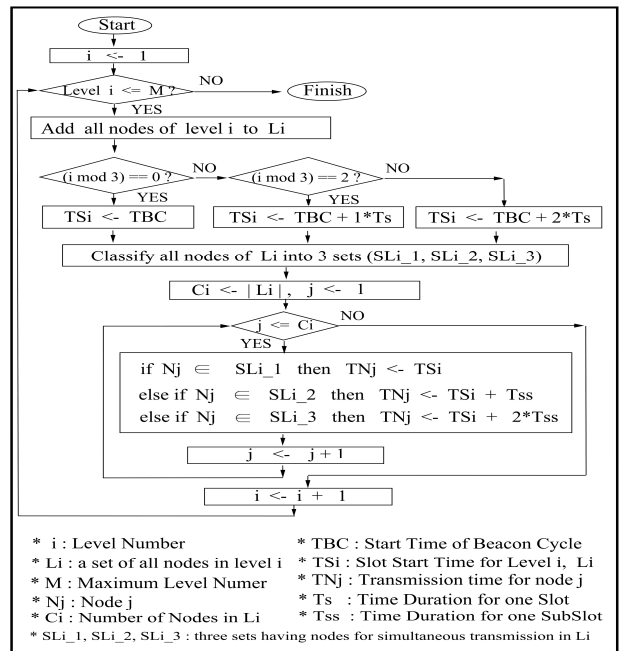 Start
i <- 1
Level i <= M ?
NO
Finish
YES
Add all nodes of level i to Li
(i mod 3) == 0 ?
NO
(i mod 3) == 2 ?
NO
YES
YES
TSi <- TBC
TSi <- TBC + 1*Ts
TSi <- TBC + 2*Ts
Classify all nodes of Li into 3 sets (SLi_1, SLi_2, SLi_3)
Ci <- | Li | , j <- 1
j <= Ci
NO
YES
if Nj ∈ SLi_1 then TNj <- TSi
else if Nj ∈ SLi_2 then TNj <- TSi + Tss
else if Nj ∈ SLi_3 then TNj <- TSi + 2*Tss
j <- j + 1
i <- i + 1
* i : Level Number
* Li : a set of all nodes in level i
* M : Maximum Level Numer
* Nj : Node j
* Ci : Number of Nodes in Li
* TBC : Start Time of Beacon Cycle
* TSi : Slot Start Time for Level i, Li
* TNj : Transmission time for node j
* Ts : Time Duration for one Slot
* Tss : Time Duration for one SubSlot
* SLi_1, SLi_2, SLi_3 : three sets having nodes for simultaneous transmission in Li